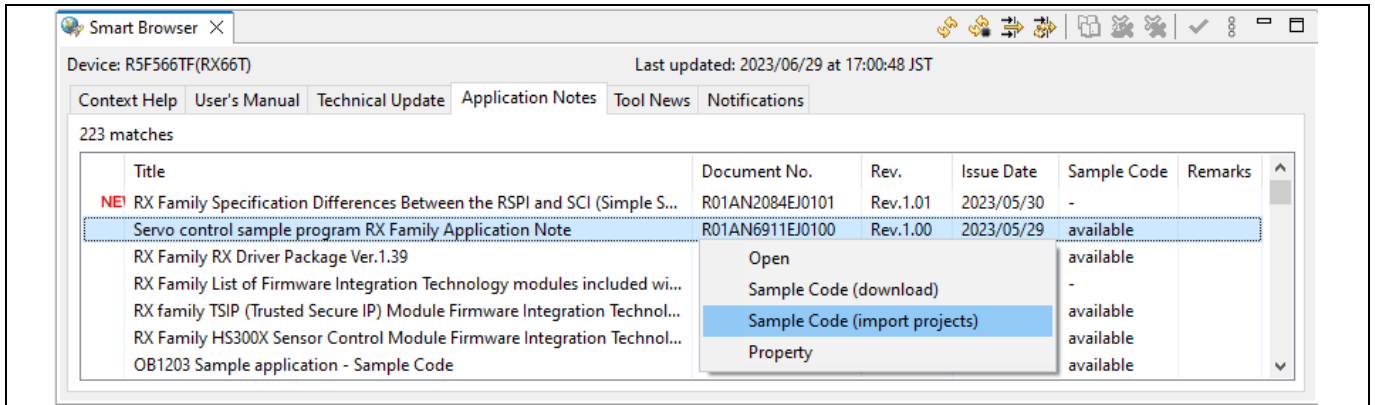 Smart Browser
Device: R5F566TF(RX66T) Last updated: 2023/06/29 at 17:00:48 JST
Context Help User's Manual Technical Update Application Notes Tool News Notifications
223 matches
Title Document No. Rev. Issue Date Sample Code Remarks
NEW RX Family Specification Differences Between the RSPI and SCI (Simple S... R01AN2084EJ0101 Rev.1.01 2023/05/30 -
Servo control sample program RX Family Application Note R01AN6911EJ0100 Rev.1.00 2023/05/29 available
RX Family RX Driver Package Ver.1.39 available
RX Family List of Firmware Integration Technology modules included wi... -
RX family TSIP (Trusted Secure IP) Module Firmware Integration Technol... available
RX Family HS300X Sensor Control Module Firmware Integration Technol... available
OB1203 Sample application - Sample Code available
Open
Sample Code (download)
Sample Code (import projects)
Property